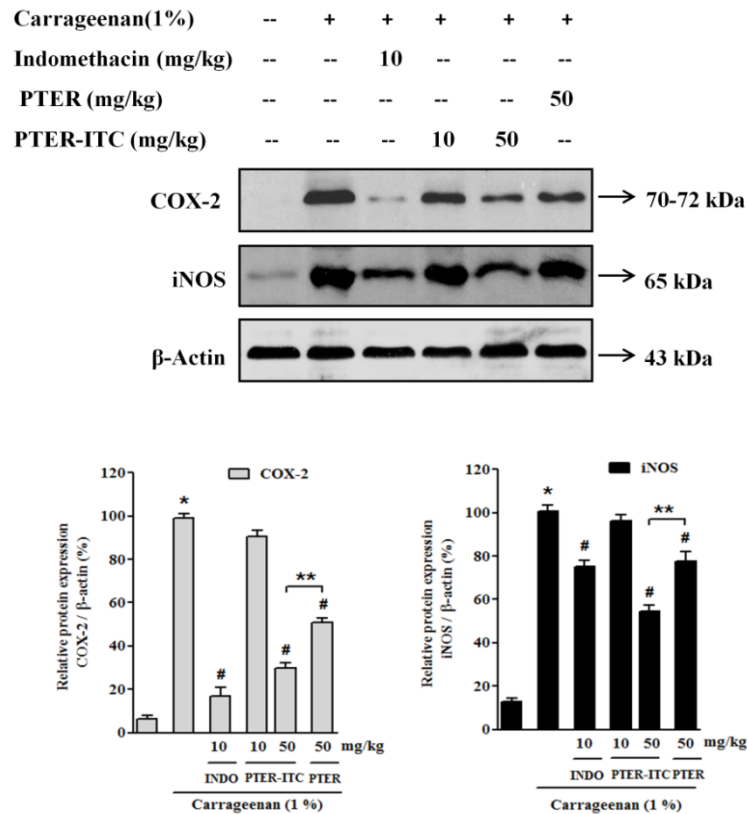 Carrageenan(1%) -- + + + + +
Indomethacin (mg/kg) -- -- 10 -- -- --
PTER (mg/kg) -- -- -- -- -- 50
PTER-ITC (mg/kg) -- -- -- 10 50 --
COX-2 70-72 kDa
iNOS 65 kDa
β-Actin 43 kDa
Relative protein expression
COX-2 / β-actin (%)
120
100
80
60
40
20
0
COX-2
*
#
#
**
#
10 10 50 50 mg/kg
INDO PTER-ITC PTER
Carrageenan (1 %)
Relative protein expression
iNOS / β-actin (%)
120
100
80
60
40
20
0
iNOS
*
#
#
**
#
10 10 50 50 mg/kg
INDO PTER-ITC PTER
Carrageenan (1 %)